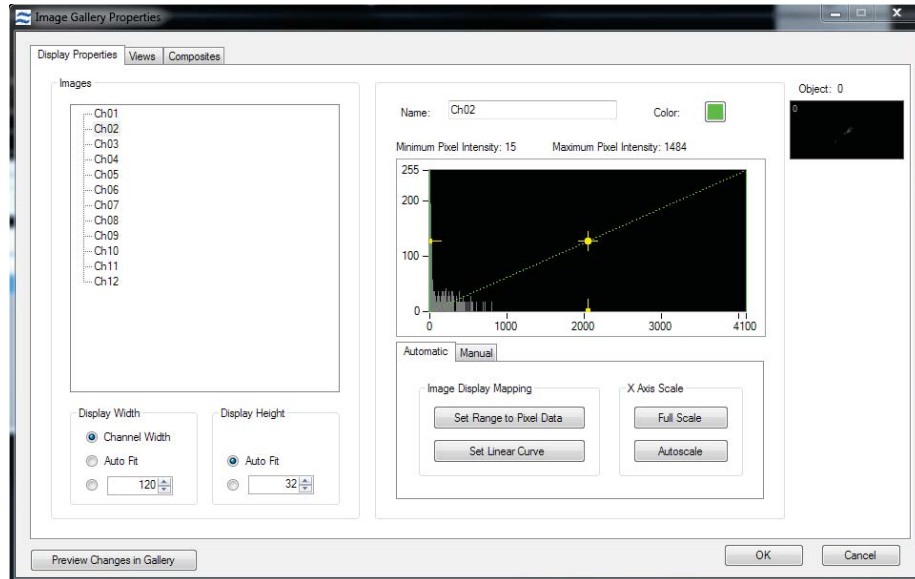 Image Gallery Properties
Display Properties Views Composites
Images
Ch01
Ch02
Ch03
Ch04
Ch05
Ch06
Ch07
Ch08
Ch09
Ch10
Ch11
Ch12
Display Width
Channel Width
Auto Fit
120
Display Height
Auto Fit
32
Name: Ch02 Color:
Minimum Pixel Intensity: 15 Maximum Pixel Intensity: 1484
255
200
100
0
0 1000 2000 3000 4100
Automatic Manual
Image Display Mapping
Set Range to Pixel Data
Set Linear Curve
X Axis Scale
Full Scale
Autoscale
Object: 0
0
Preview Changes in Gallery
OK Cancel